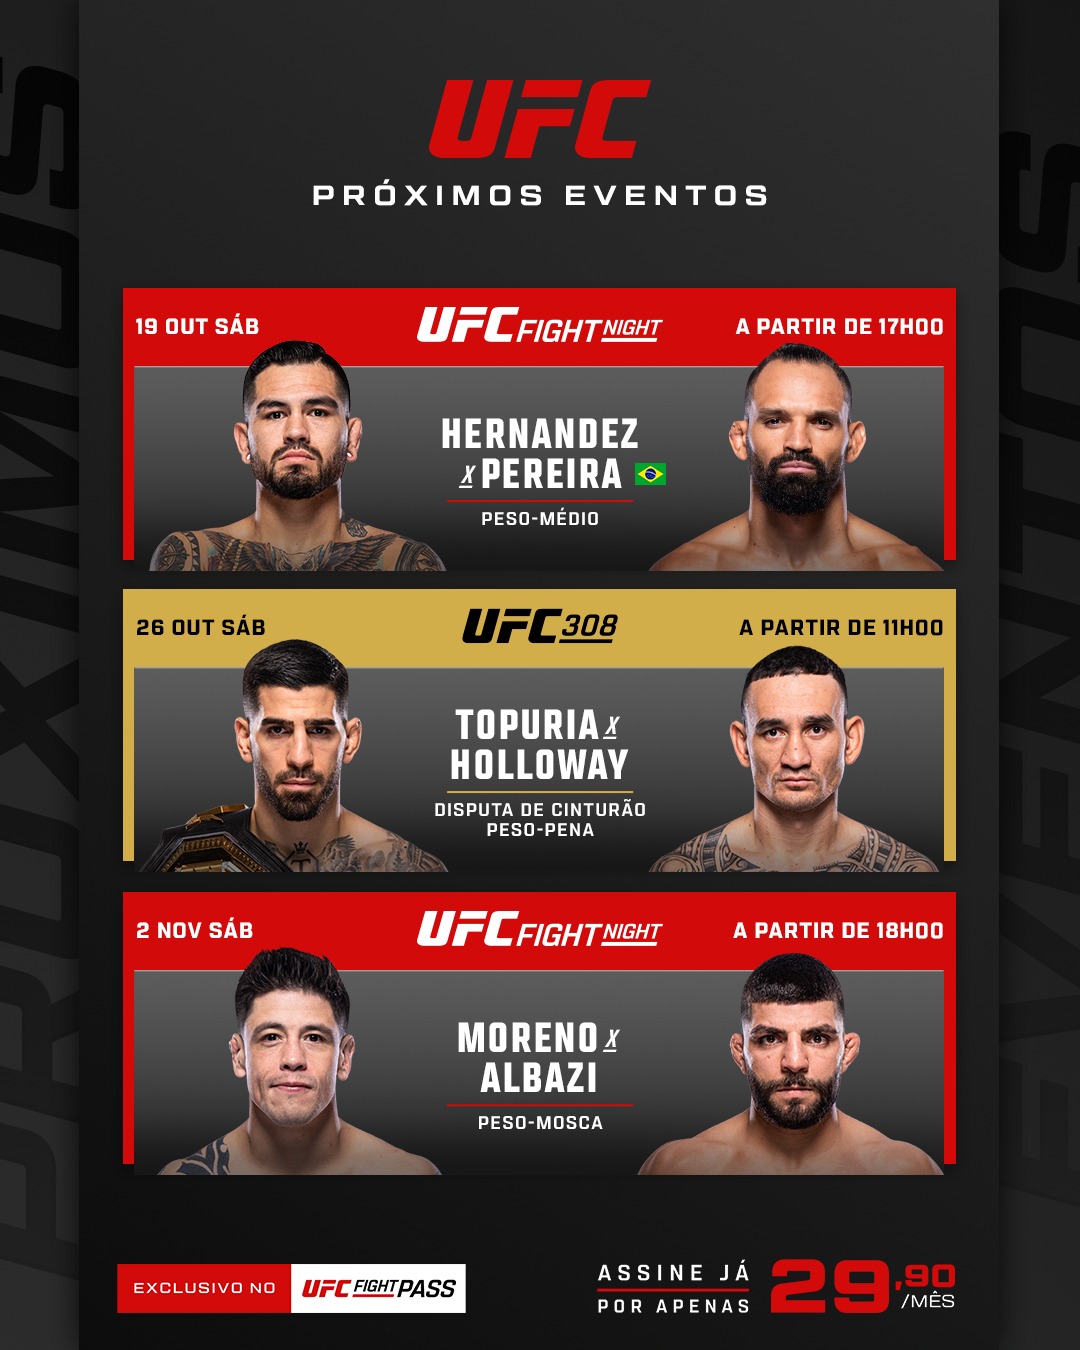 UFC
PRÓXIMOS EVENTOS
19 OUT SÁB
UFC FIGHT NIGHT
A PARTIR DE 17H00
HERNANDEZ
X PEREIRA
PESO-MÉDIO
26 OUT SÁB
UFC 308
A PARTIR DE 11H00
TOPURIA X
HOLLOWAY
DISPUTA DE CINTURÃO
PESO-PENA
2 NOV SÁB
UFC FIGHT NIGHT
A PARTIR DE 18H00
MORENO X
ALBAZI
PESO-MOSCA
EXCLUSIVO NO UFC FIGHT PASS
ASSINE JÁ
POR APENAS
29,90
/MÊS
PRÓXIMOS
EVENTOS